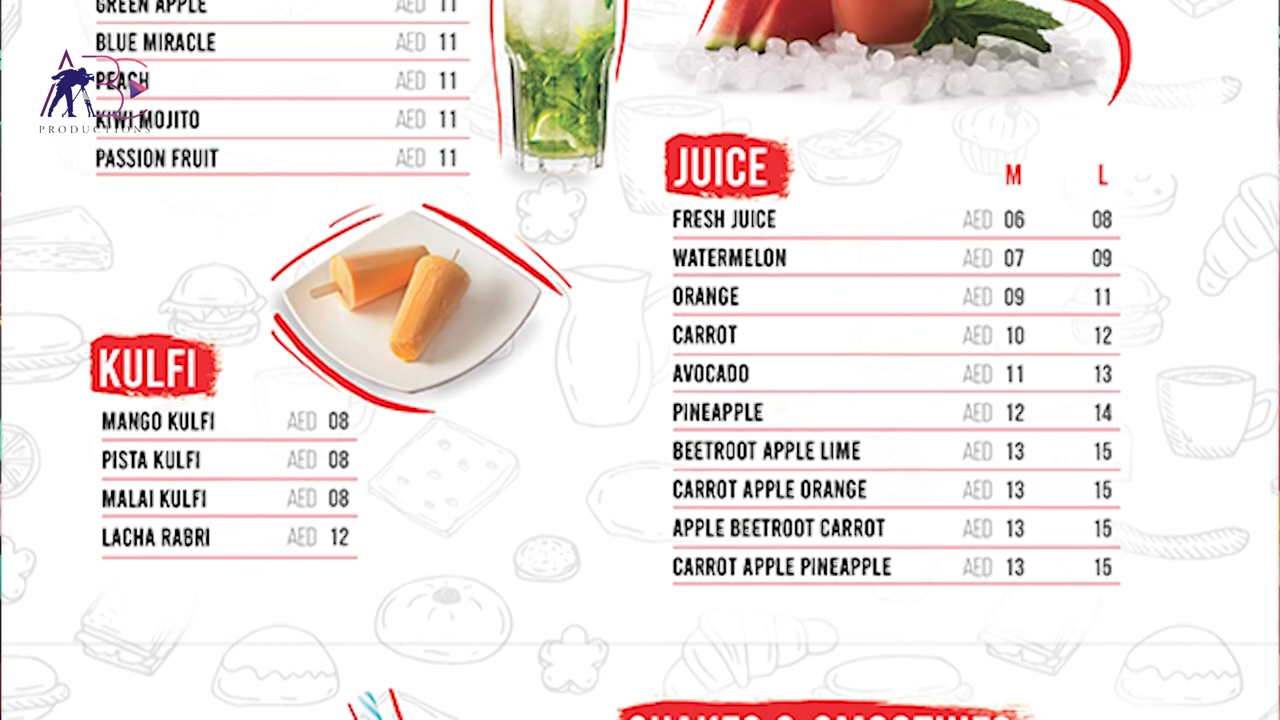 GREEN APPLE AED 11
BLUE MIRACLE AED 11
PEACH
KIWI MOJITO AED 11
PASSION FRUIT AED 11
ABC
PRODUCTIONS
KULFI
MANGO KULFI AED 08
PISTA KULFI AED 08
MALAI KULFI AED 08
LACHA RABRI AED 12
JUICE
M L
FRESH JUICE AED 06 08
WATERMELON AED 07 09
ORANGE AED 09 11
CARROT AED 10 12
AVOCADO AED 11 13
PINEAPPLE AED 12 14
BEETROOT APPLE LIME AED 13 15
CARROT APPLE ORANGE AED 13 15
APPLE BEETROOT CARROT AED 13 15
CARROT APPLE PINEAPPLE AED 13 15
SHAKES & SMOOTHIES